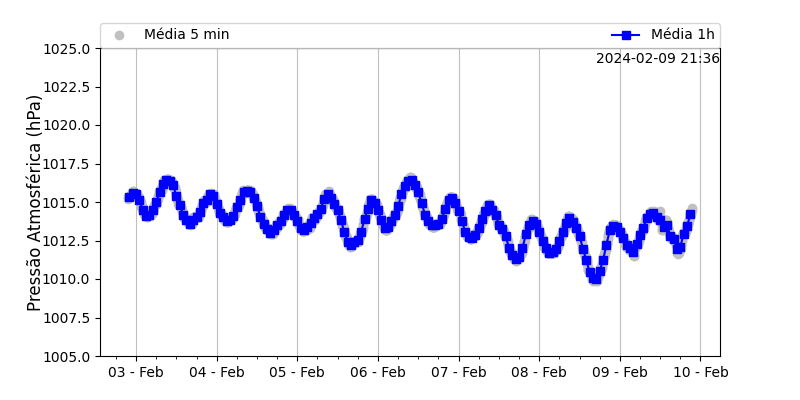 Média 5 min
Média 1h
2024-02-09 21:36
Pressão Atmosférica (hPa)
1025.0
1022.5
1020.0
1017.5
1015.0
1012.5
1010.0
1007.5
1005.0
03 - Feb
04 - Feb
05 - Feb
06 - Feb
07 - Feb
08 - Feb
09 - Feb
10 - Feb